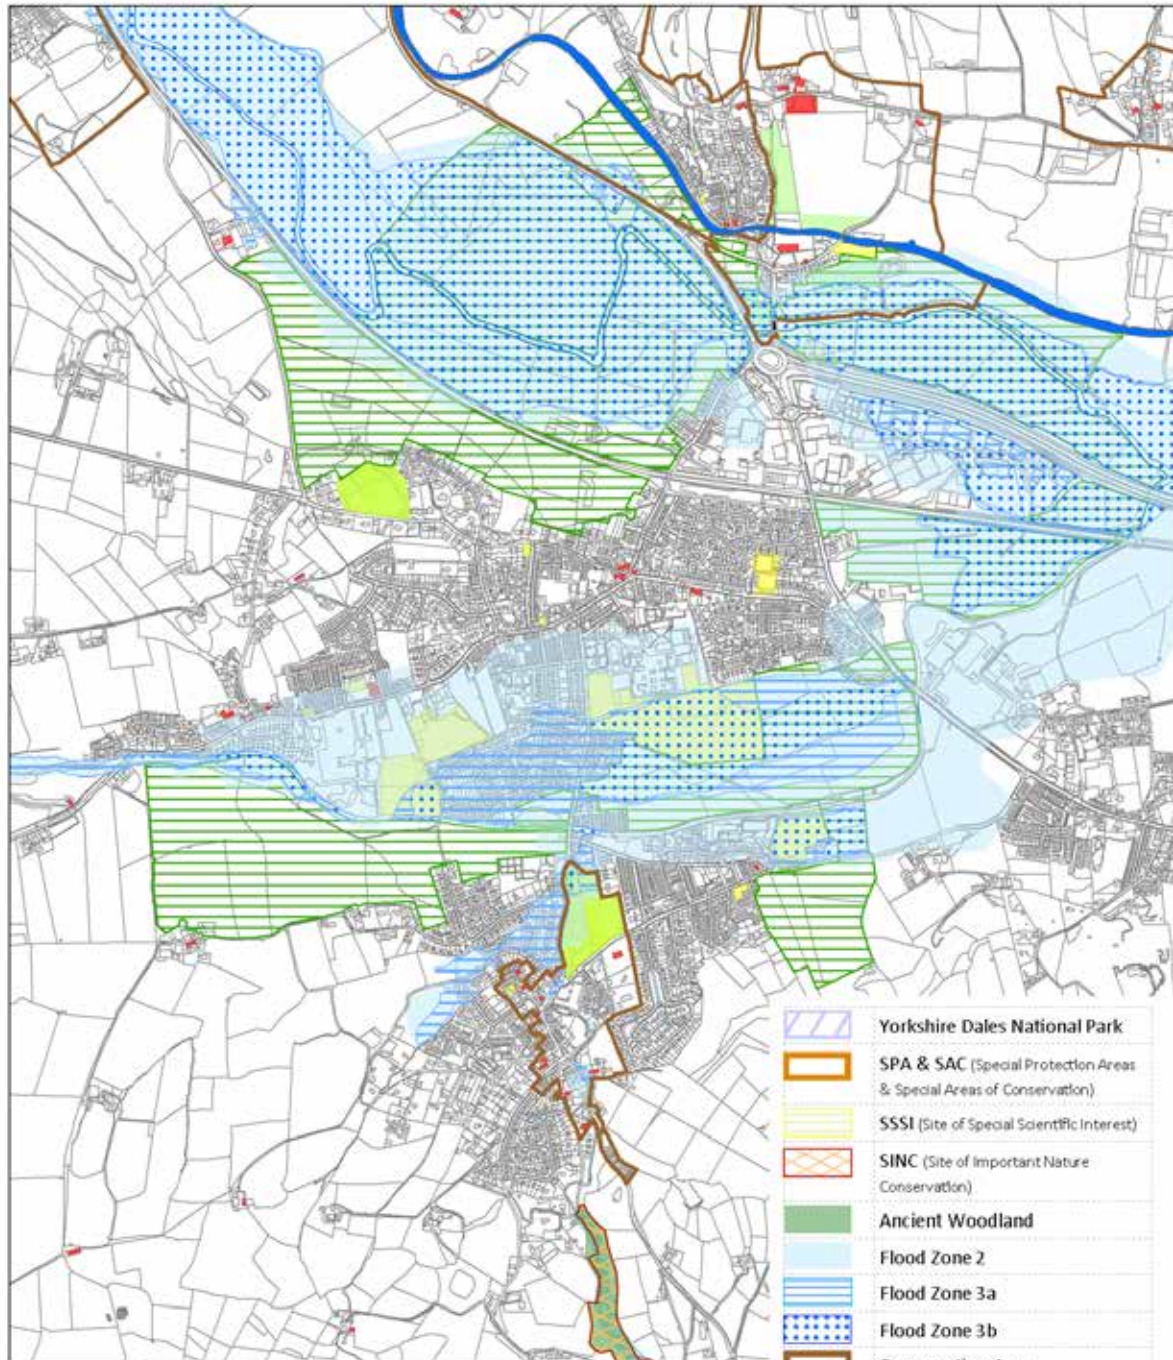 Yorkshire Dales National Park
SPA & SAC (Special Protection Areas
& Special Areas of Conservation)
SSSI (Site of Special Scientific Interest)
SINC (Site of Important Nature
Conservation)
Ancient Woodland
Flood Zone 2
Flood Zone 3a
Flood Zone 3b